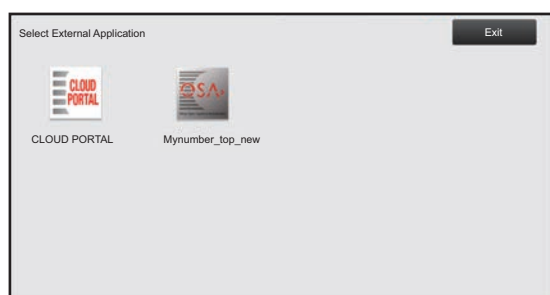 Select External Application
Exit
CLOUD
PORTAL
OSA
CLOUD PORTAL
Mynumber_top_new